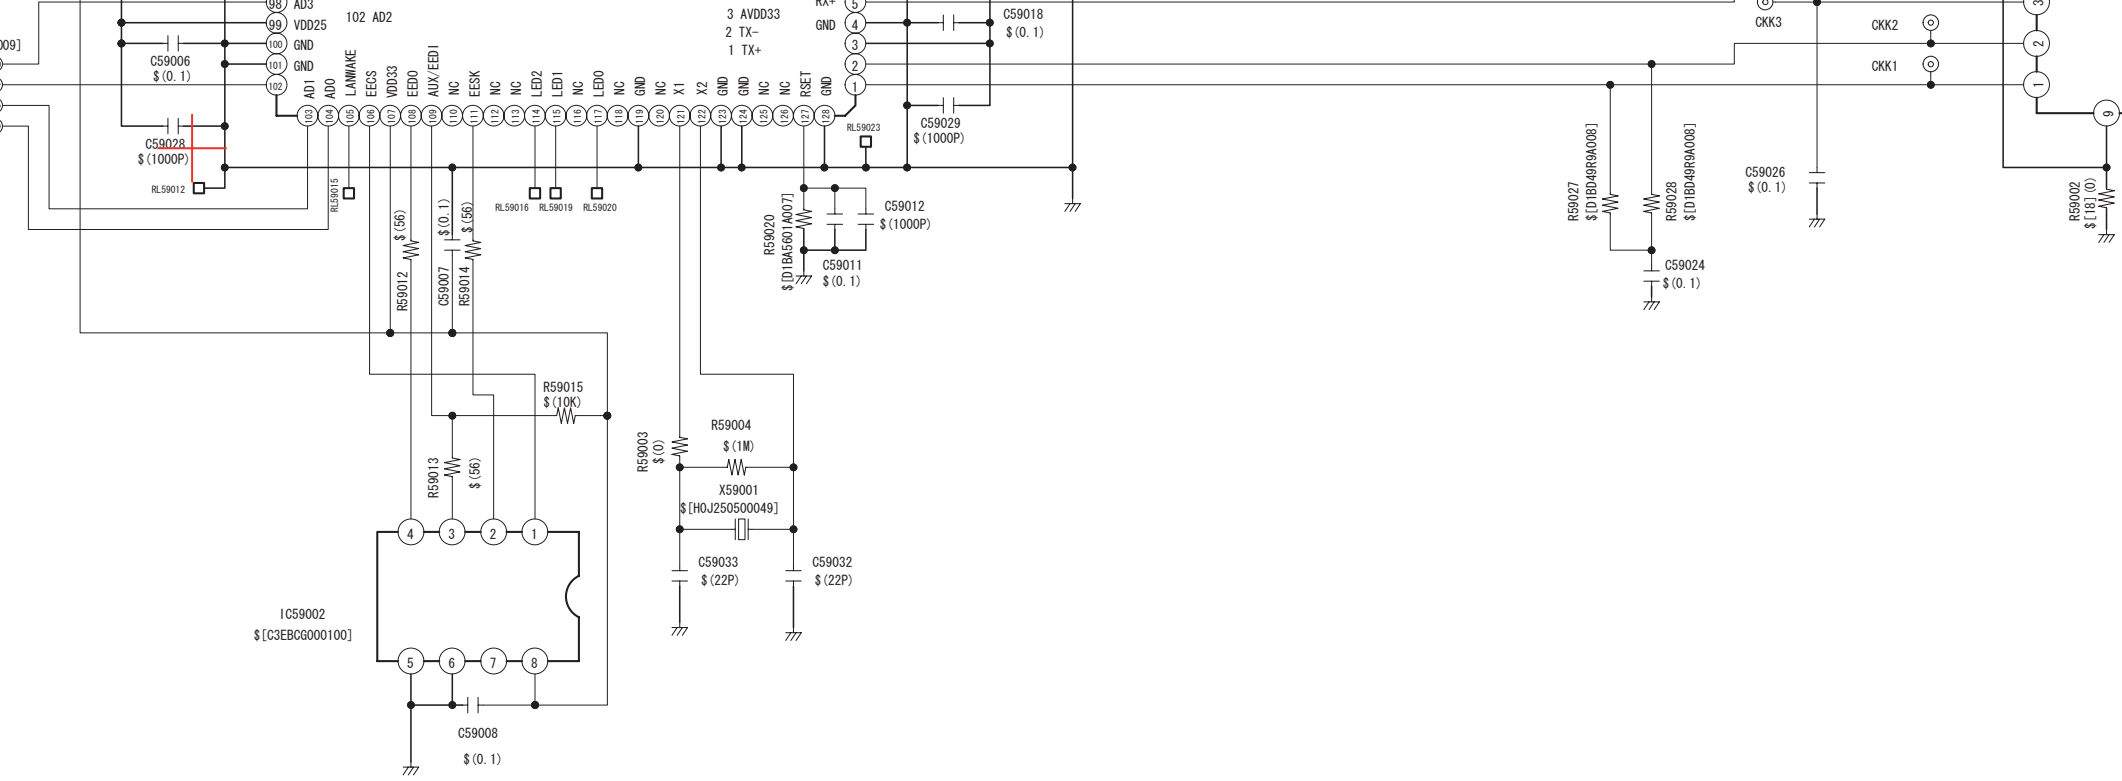 98 AD3
99 VDD25
100 GND
101 GND
102
102 AD2
009]
C59006
$(0.1)
C59028
$(1000P)
RL59012
AD1
AD0
LANWAKE
EECS
VDD33
EEDO
AUX/EEDI
NC
EESK
NC
NC
LED2
LED1
NC
LED0
NC
GND
NC
X1
X2
GND
GND
NC
NC
RSET
GND
103
104
105
106
107
108
109
110
111
112
113
114
115
116
117
118
119
120
121
122
123
124
125
126
127
128
3 AVDD33
2 TX-
1 TX+
RX+
GND
5
4
3
2
1
C59018
$(0.1)
C59029
$(1000P)
RL59023
RL59015
RL59016
RL59019
RL59020
R59012
$(56)
C59007
$(0.1)
R59014
$(56)
R59020
$[D1BA5601A007]
C59012
$(1000P)
C59011
$(0.1)
R59015
$(10K)
R59013
$(56)
R59003
$(0)
R59004
$(1M)
X59001
$[H0J250500049]
C59033
$(22P)
C59032
$(22P)
4
3
2
1
IC59002
$[C3EBCG000100]
5
6
7
8
C59008
$(0.1)
CKK3
CKK2
CKK1
3
2
1
9
R59027
$[D1BD49R9A008]
R59028
$[D1BD49R9A008]
C59024
$(0.1)
C59026
$(0.1)
R59002
$[18](0)